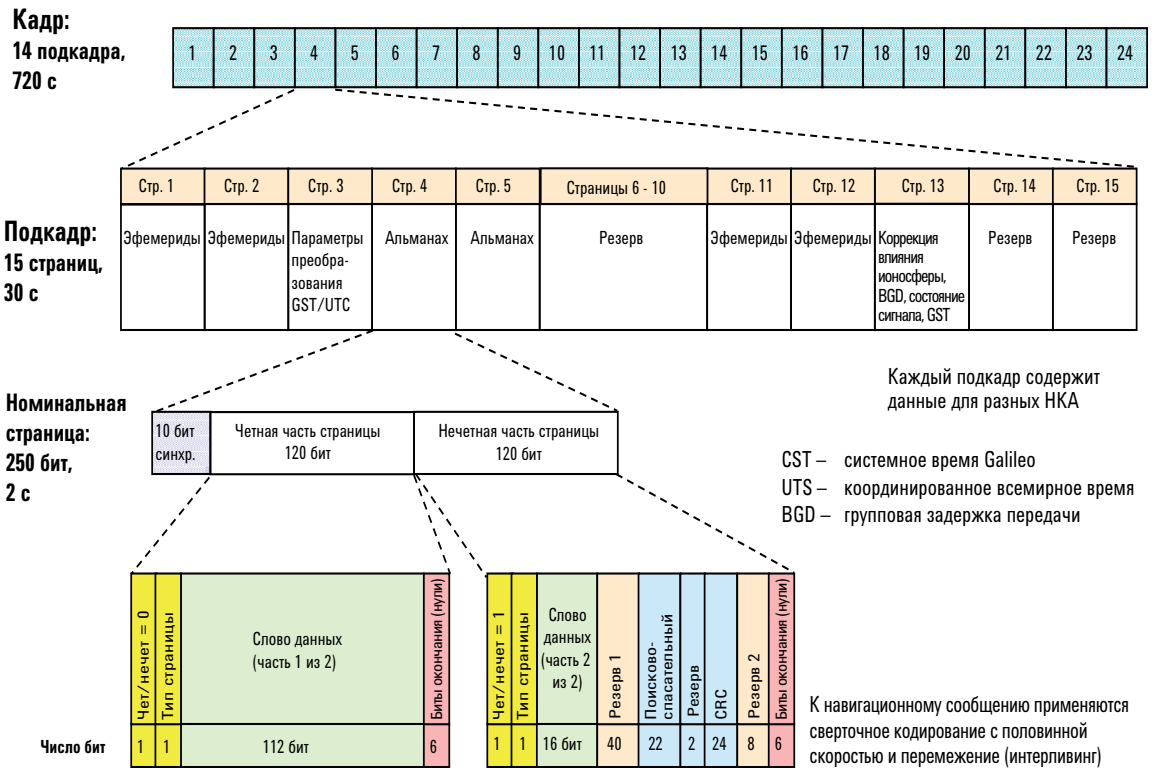 Кадр:
14 подкадра,
720 с
1 2 3 4 5 6 7 8 9 10 11 12 13 14 15 16 17 18 19 20 21 22 23 24
Подкадр:
15 страниц,
30 с
Стр. 1 Стр. 2 Стр. 3 Стр. 4 Стр. 5 Страницы 6 - 10 Стр. 11 Стр. 12 Стр. 13 Стр. 14 Стр. 15
Эфемериды Эфемериды Параметры Альманах Альманах Резерв Эфемериды Эфемериды Коррекция Резерв Резерв
преобра-
зования
GST/UTC
влияния
ионосферы,
BGD, состояние
сигнала, GST
Номинальная
страница:
250 бит,
2 с
10 бит
синхр.
Четная часть страницы
120 бит
Нечетная часть страницы
120 бит
Каждый подкадр содержит
данные для разных НКА
CST – системное время Galileo
UTS – координированное всемирное время
BGD – групповая задержка передачи
Чет/нечет = 0
Тип страницы
Слово данных
(часть 1 из 2)
Биты окончания (нули)
Чет/нечет = 1
Тип страницы
Слово
данных
(часть 2
из 2)
Резерв 1
Поисково-
спасательный
Резерв
CRC
Резерв 2
Биты окончания (нули)
Число бит
1 1 112 бит 6
1 1 16 бит 40 22 2 24 8 6
К навигационному сообщению применяются
сверточное кодирование с половинной
скоростью и перемежение (интерливинг)